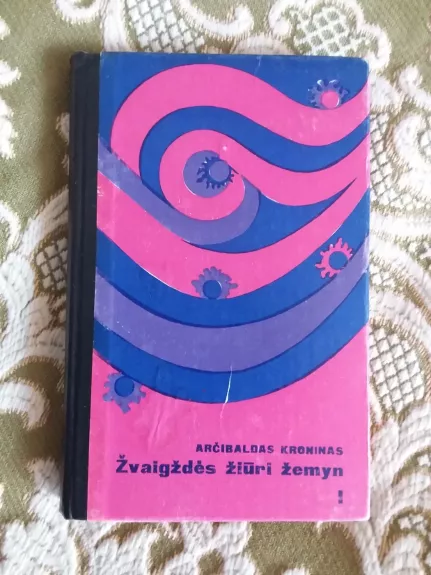 ARČIBALDAS KRONINAS
Žvaigždės žiūri žemyn
I